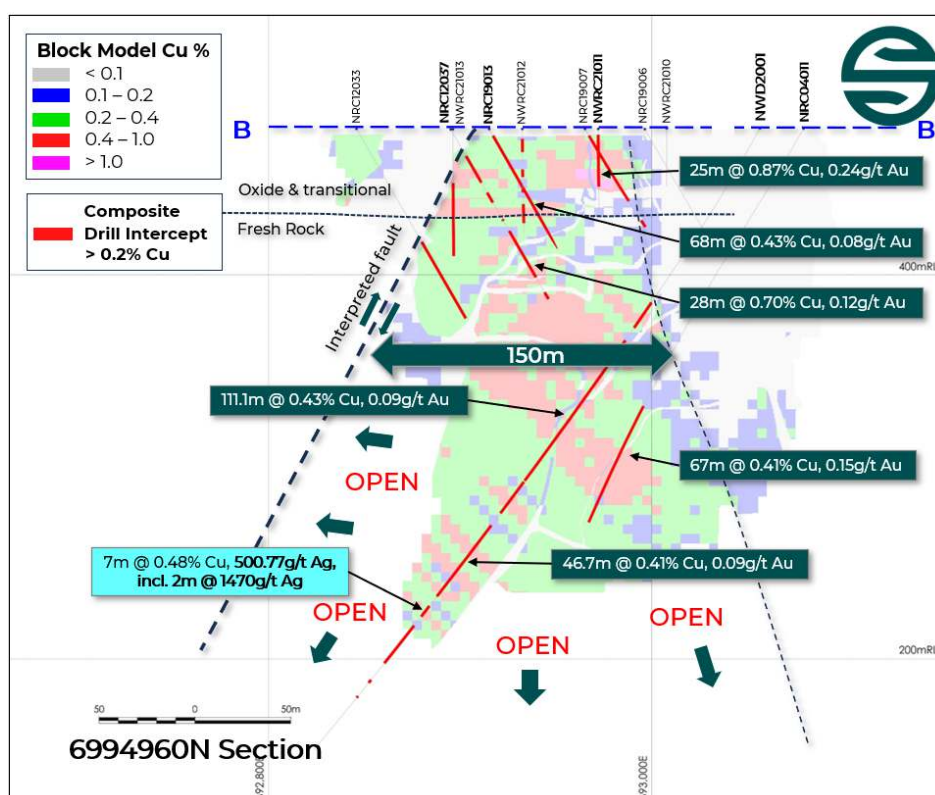 Block Model Cu %
< 0.1
0.1 – 0.2
0.2 – 0.4
0.4 – 1.0
> 1.0
Composite
Drill Intercept
> 0.2% Cu
NRC12033
NRC12037
NWRC21013
NRC19013
NWRC21012
NRC19007
NWRC21011
NRC19006
NWRC21010
NWD2001
NRC04011
B
B
Oxide & transitional
Fresh Rock
Interpreted fault
25m @ 0.87% Cu, 0.24g/t Au
68m @ 0.43% Cu, 0.08g/t Au
400mRL
28m @ 0.70% Cu, 0.12g/t Au
150m
111.1m @ 0.43% Cu, 0.09g/t Au
67m @ 0.41% Cu, 0.15g/t Au
OPEN
7m @ 0.48% Cu, 500.77g/t Ag,
incl. 2m @ 1470g/t Ag
46.7m @ 0.41% Cu, 0.09g/t Au
OPEN
OPEN
OPEN
200mRL
50 0 50m
6994960N Section
692.800E
693.000E